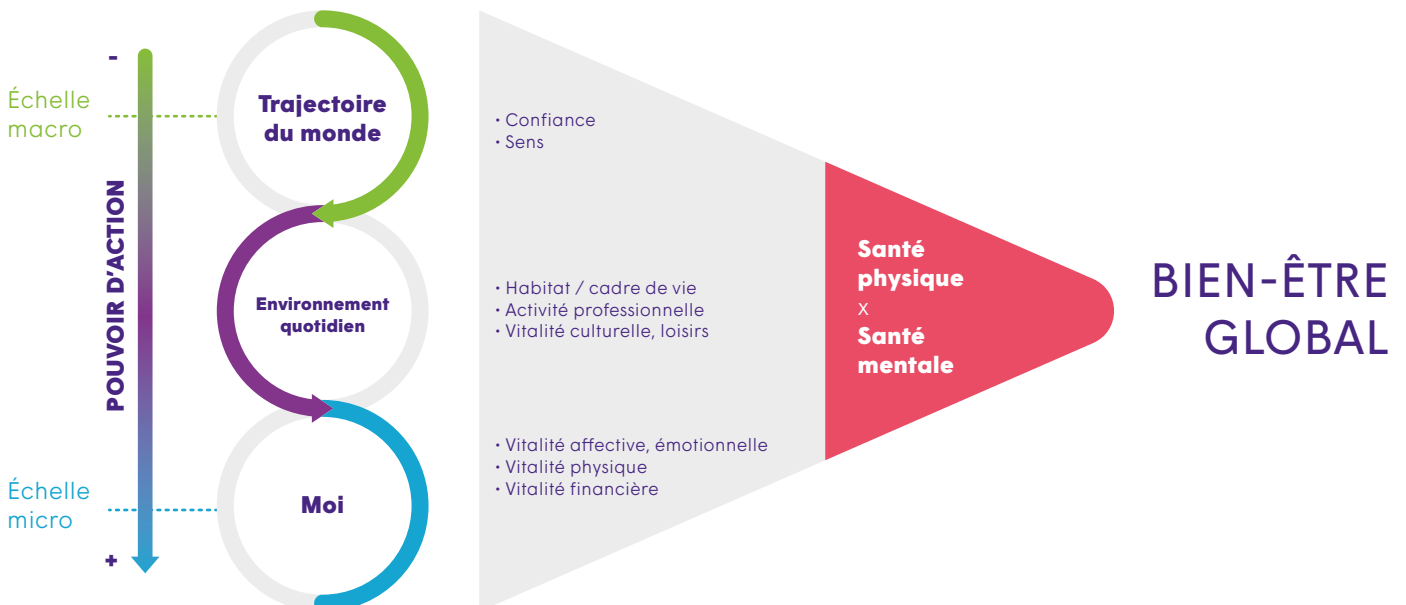 -
Échelle
macro
POUVOIR D'ACTION
Échelle
micro
+
Trajectoire
du monde
Environnement
quotidien
Moi
• Confiance
• Sens
• Habitat / cadre de vie
• Activité professionnelle
• Vitalité culturelle, loisirs
• Vitalité affective, émotionnelle
• Vitalité physique
• Vitalité financière
Santé
physique
X
Santé
mentale
BIEN-ÊTRE
GLOBAL